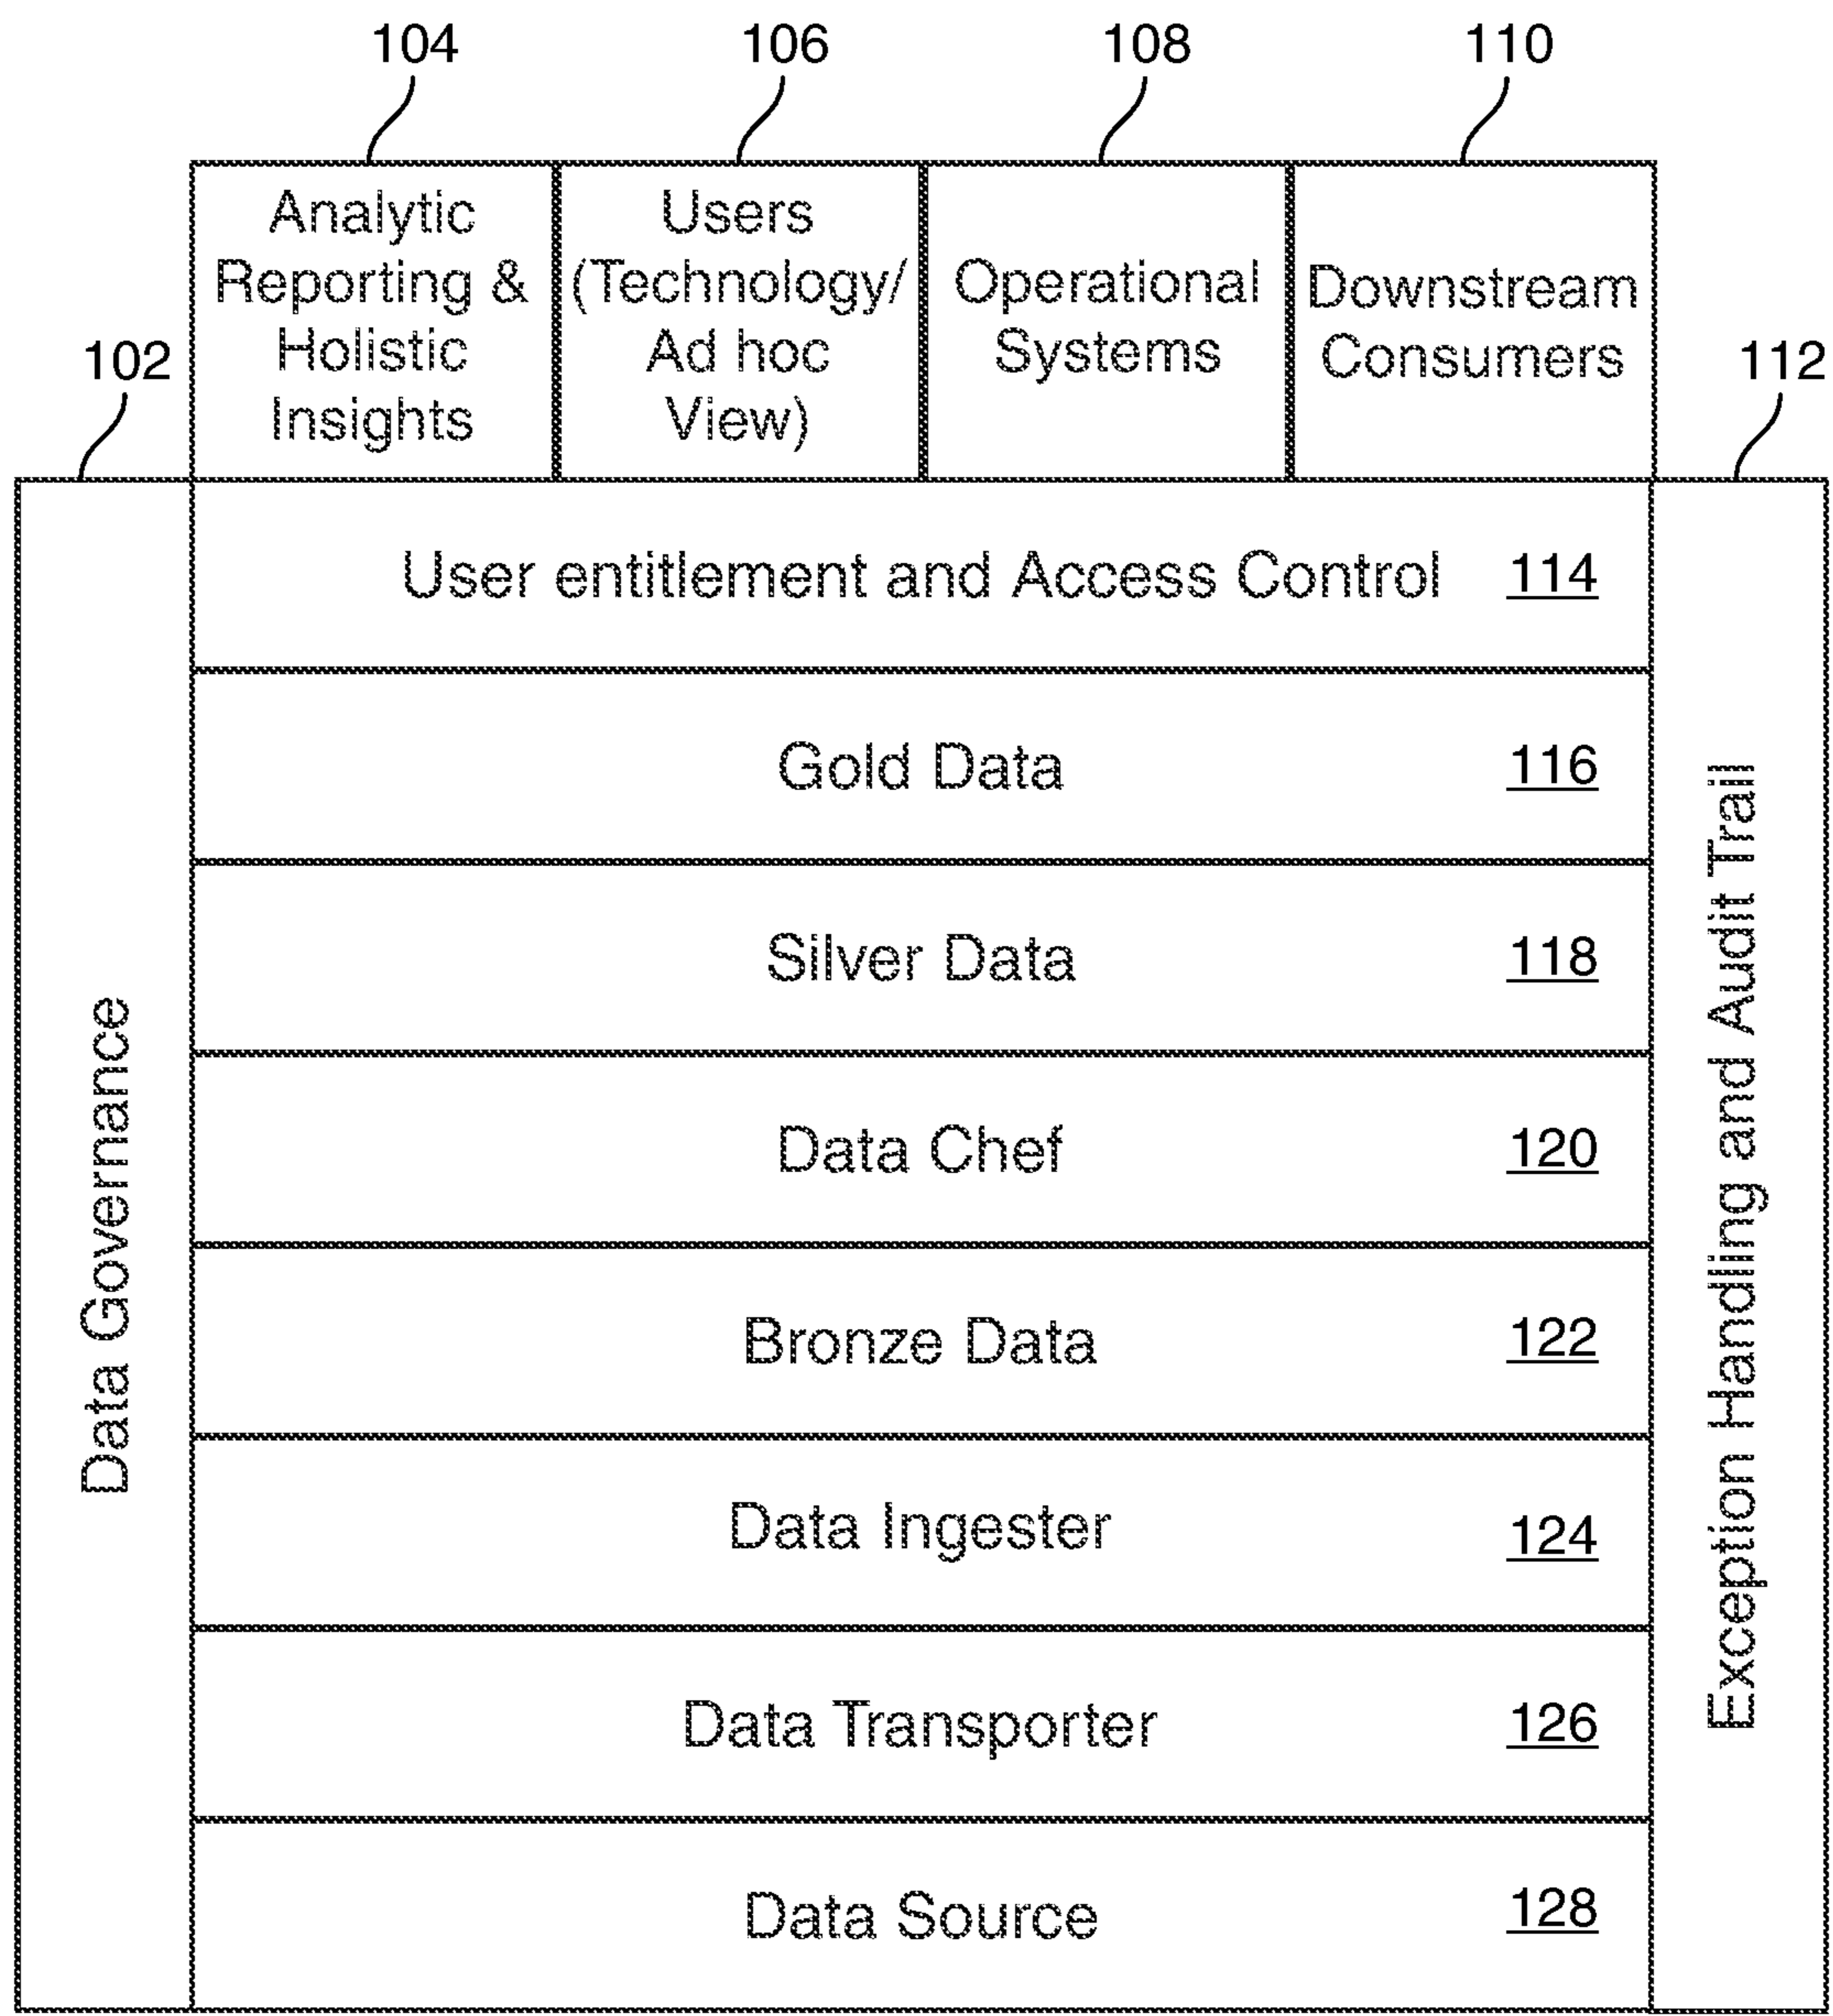 104
106
108
110
Analytic
Reporting &
Holistic
Insights
Users
(Technology/
Ad hoc
View)
Operational
Systems
Downstream
Consumers
102
112
User entitlement and Access Control 114
Gold Data 116
Silver Data 118
Data Chef 120
Bronze Data 122
Data Ingester 124
Data Transporter 126
Data Source 128
Data Governance
Exception Handling and Audit Trail